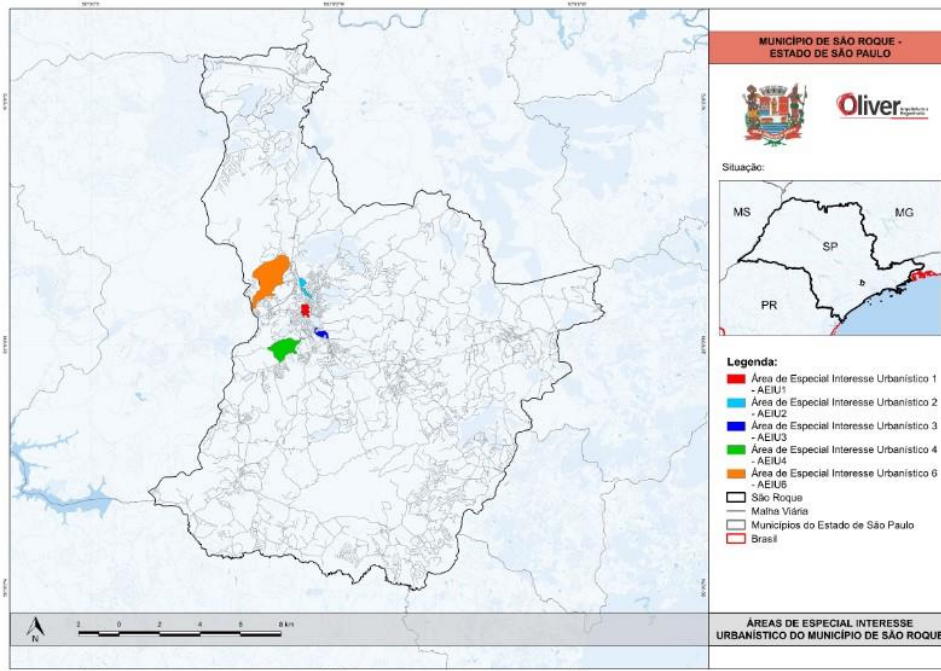 MUNICÍPIO DE SÃO ROQUE -
ESTADO DE SÃO PAULO
Oliver
Situação:
MS
MG
SP
PR
Legenda:
Área de Especial Interesse Urbanístico 1
- AEIU1
Área de Especial Interesse Urbanístico 2
- AEIU2
Área de Especial Interesse Urbanístico 3
- AEIU3
Área de Especial Interesse Urbanístico 4
- AEIU4
Área de Especial Interesse Urbanístico 6
- AEIU6
São Roque
Malha Viária
Municípios do Estado de São Paulo
Brasil
N
2 0 2 4 6 8 km
ÁREAS DE ESPECIAL INTERESSE
URBANÍSTICO DO MUNICÍPIO DE SÃO ROQUE